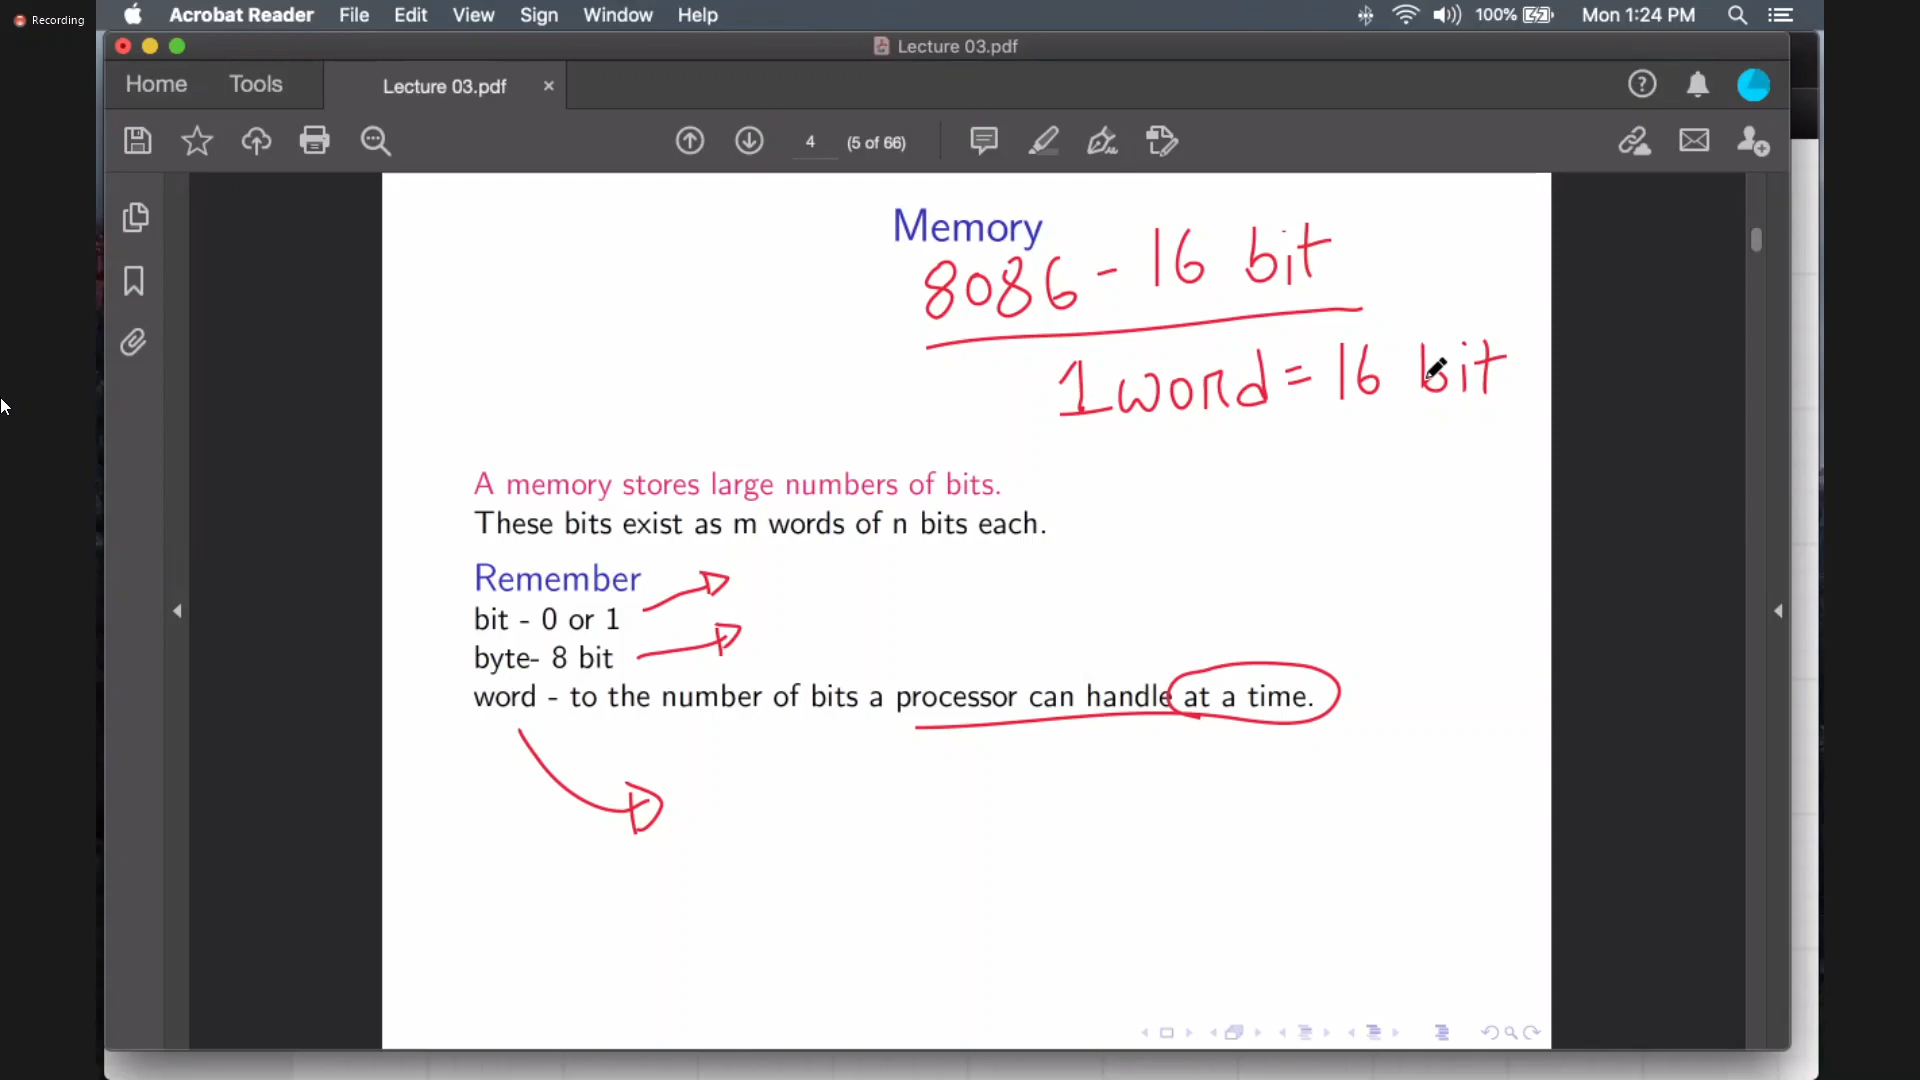 Recording
Acrobat Reader File Edit View Sign Window Help 100% Mon 1:24 PM
Lecture 03.pdf
Home Tools Lecture 03.pdf ×
4 (5 of 66)
Memory
8086 - 16 bit
1 word = 16 bit
A memory stores large numbers of bits.
These bits exist as m words of n bits each.
Remember
bit - 0 or 1
byte- 8 bit
word - to the number of bits a processor can handle at a time.